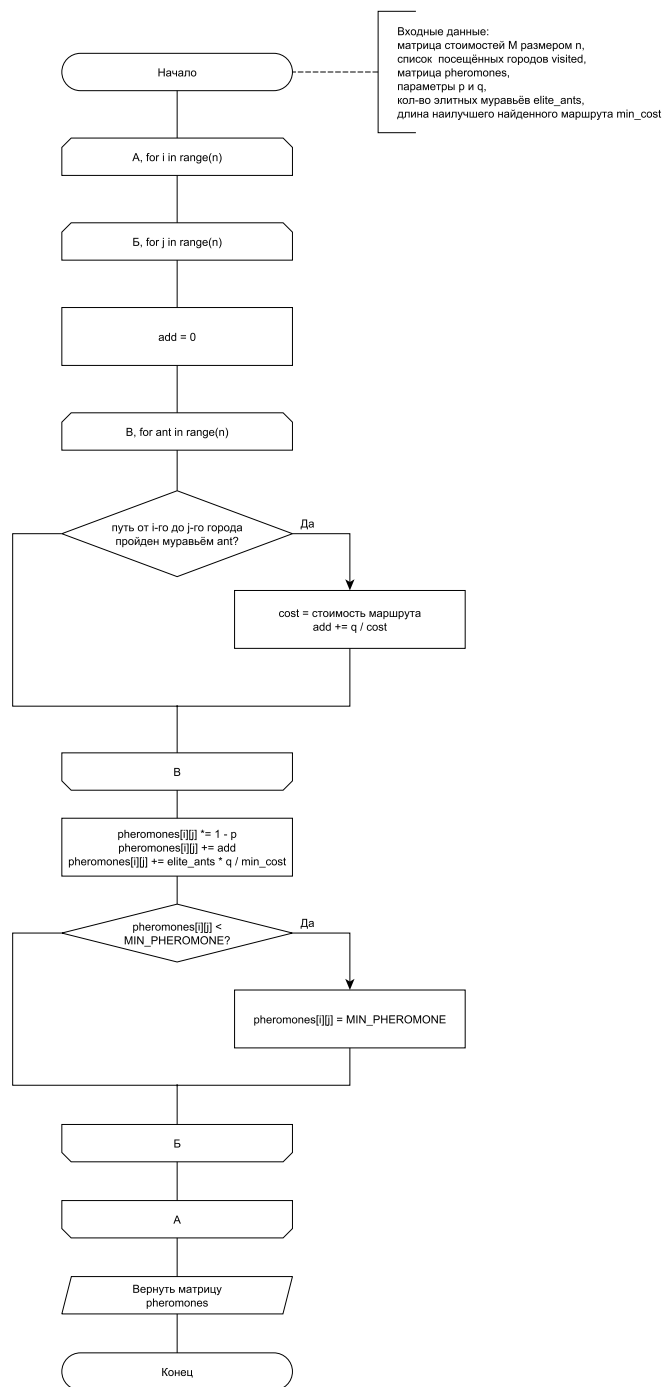 Входные данные:
матрица стоимостей M размером n,
список посещённых городов visited,
матрица pheromones,
параметры p и q,
кол-во элитных муравьёв elite_ants,
длина наилучшего найденного маршрута min_cost
Начало
А, for i in range(n)
Б, for j in range(n)
add = 0
В, for ant in range(n)
путь от i-го до j-го города
пройден муравьём ant?
Да
cost = стоимость маршрута
add += q / cost
В
pheromones[i][j] *= 1 - p
pheromones[i][j] += add
pheromones[i][j] += elite_ants * q / min_cost
pheromones[i][j] <
MIN_PHEROMONE?
Да
pheromones[i][j] = MIN_PHEROMONE
Б
А
Вернуть матрицу
pheromones
Конец